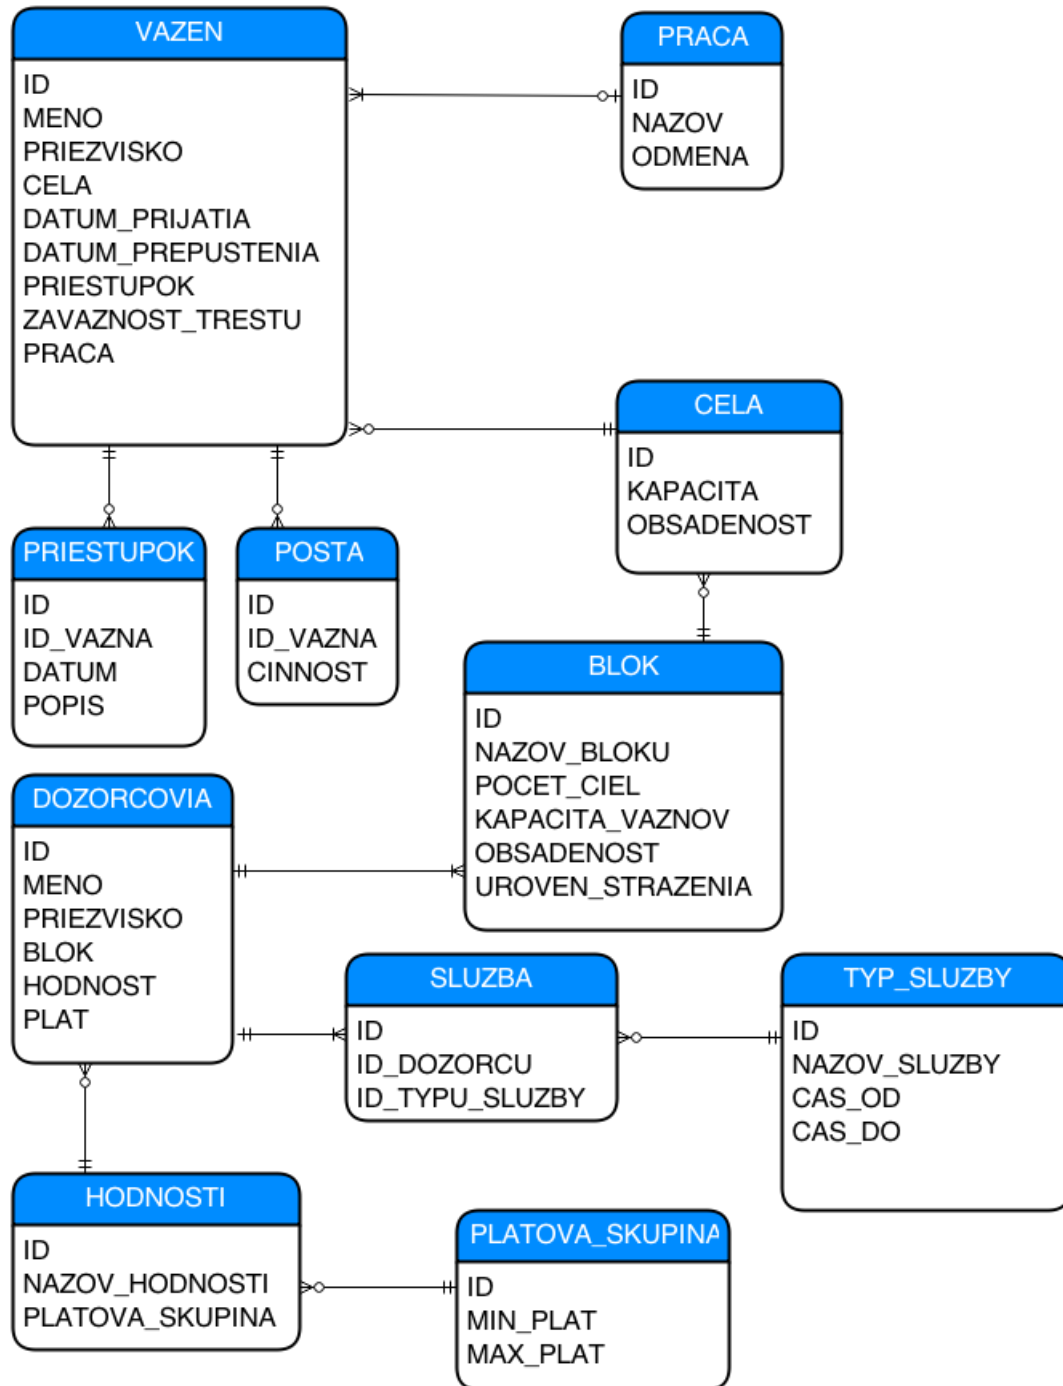 VAZEN
ID
MENO
PRIEZVISKO
CELA
DATUM_PRIJATIA
DATUM_PREPUSTENIA
PRIESTUPOK
ZAVAZNOST_TRESTU
PRACA
PRACA
ID
NAZOV
ODMENA
CELA
ID
KAPACITA
OBSADENOST
PRIESTUPOK
ID
ID_VAZNA
DATUM
POPIS
POSTA
ID
ID_VAZNA
CINNOST
BLOK
ID
NAZOV_BLOKU
POCET_CIEL
KAPACITA_VAZNOV
OBSADENOST
UROVEN_STRAZENIA
DOZORCOVIA
ID
MENO
PRIEZVISKO
BLOK
HODNOST
PLAT
SLUZBA
ID
ID_DOZORCU
ID_TYPU_SLUZBY
TYP_SLUZBY
ID
NAZOV_SLUZBY
CAS_OD
CAS_DO
HODNOSTI
ID
NAZOV_HODNOSTI
PLATOVA_SKUPINA
PLATOVA_SKUPINA
ID
MIN_PLAT
MAX_PLAT